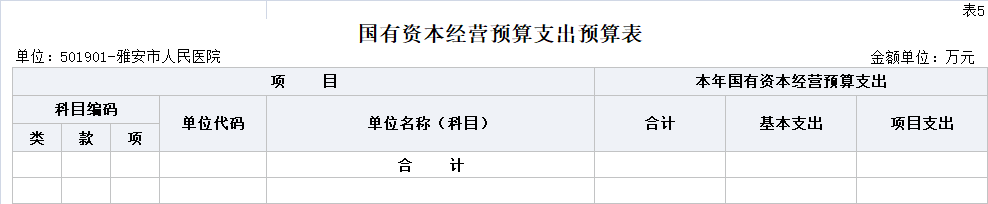 表5
国有资本经营预算支出预算表
单位：501901-雅安市人民医院 金额单位：万元
项 目 本年国有资本经营预算支出
科目编码 单位代码 单位名称（科目） 合计 基本支出 项目支出
类 款 项
合 计